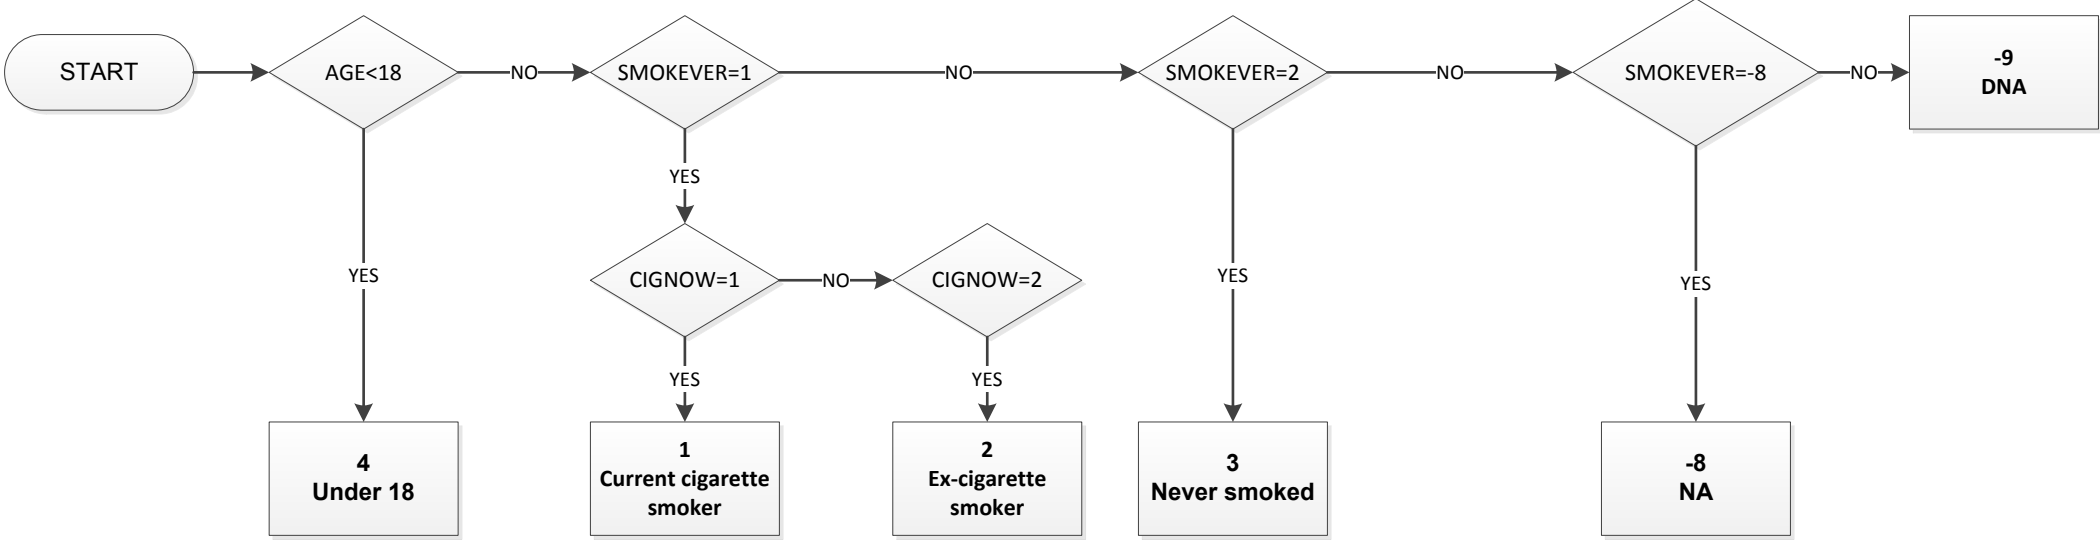 START
AGE<18
NO
SMOKEVER=1
NO
SMOKEVER=2
NO
SMOKEVER=-8
NO
-9
DNA
YES
YES
CIGNOW=1
NO
CIGNOW=2
YES
YES
YES
YES
4
Under 18
1
Current cigarette
smoker
2
Ex-cigarette
smoker
3
Never smoked
-8
NA